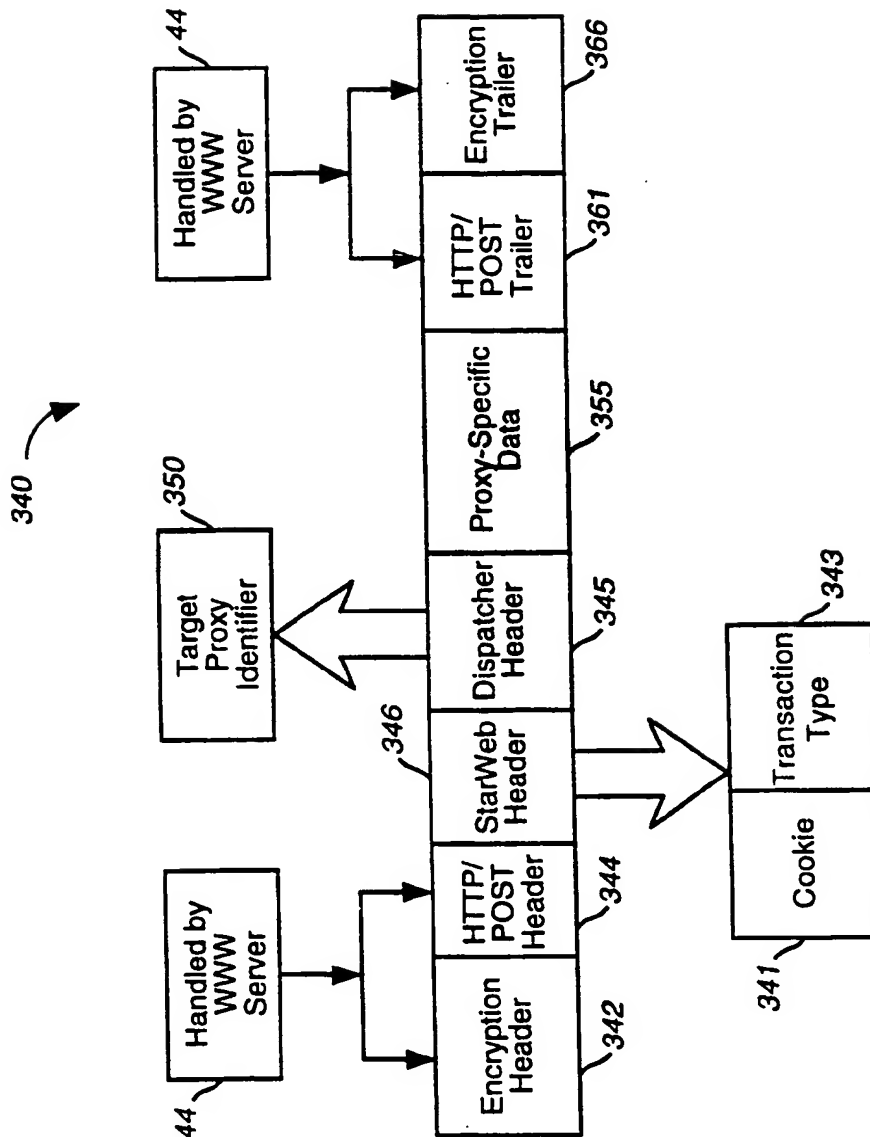 340
44
Handled by
WWW
Server
350
Target
Proxy
Identifier
44
Handled by
WWW
Server
346
Encryption
Header
HTTP/
POST
Header
StarWeb
Header
Dispatcher
Header
Proxy-Specific
Data
HTTP/
POST
Trailer
Encryption
Trailer
342
344
345
355
361
366
341
Cookie
Transaction
Type
343